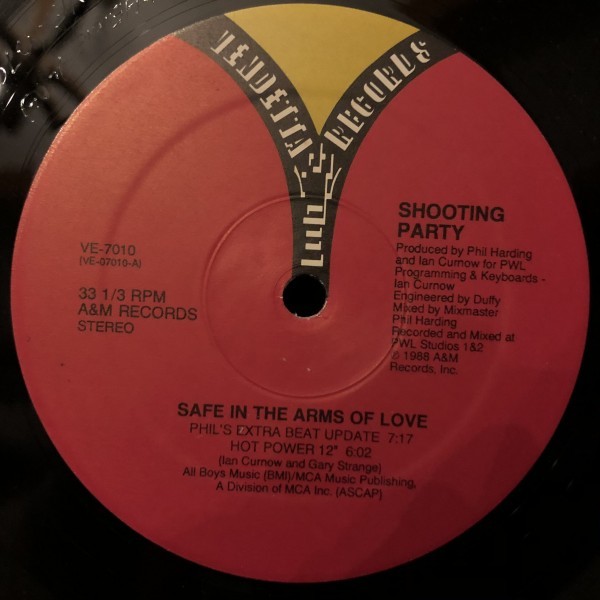 VENDETTA RECORDS
VE-7010
(VE-07010-A)
33 1/3 RPM
A&M RECORDS
STEREO
SHOOTING
PARTY
Produced by Phil Harding
and Ian Curnow for PWL
Programming & Keyboards -
Ian Curnow
Engineered by Duffy
Mixed by Mixmaster
Phil Harding
Recorded and Mixed at
PWL Studios 1&2
℗ 1988 A&M
Records, Inc.
SAFE IN THE ARMS OF LOVE
PHIL'S EXTRA BEAT UPDATE 7:17
HOT POWER 12" 6:02
(Ian Curnow and Gary Strange)
All Boys Music (BMI)/MCA Music Publishing,
A Division of MCA Inc. (ASCAP)